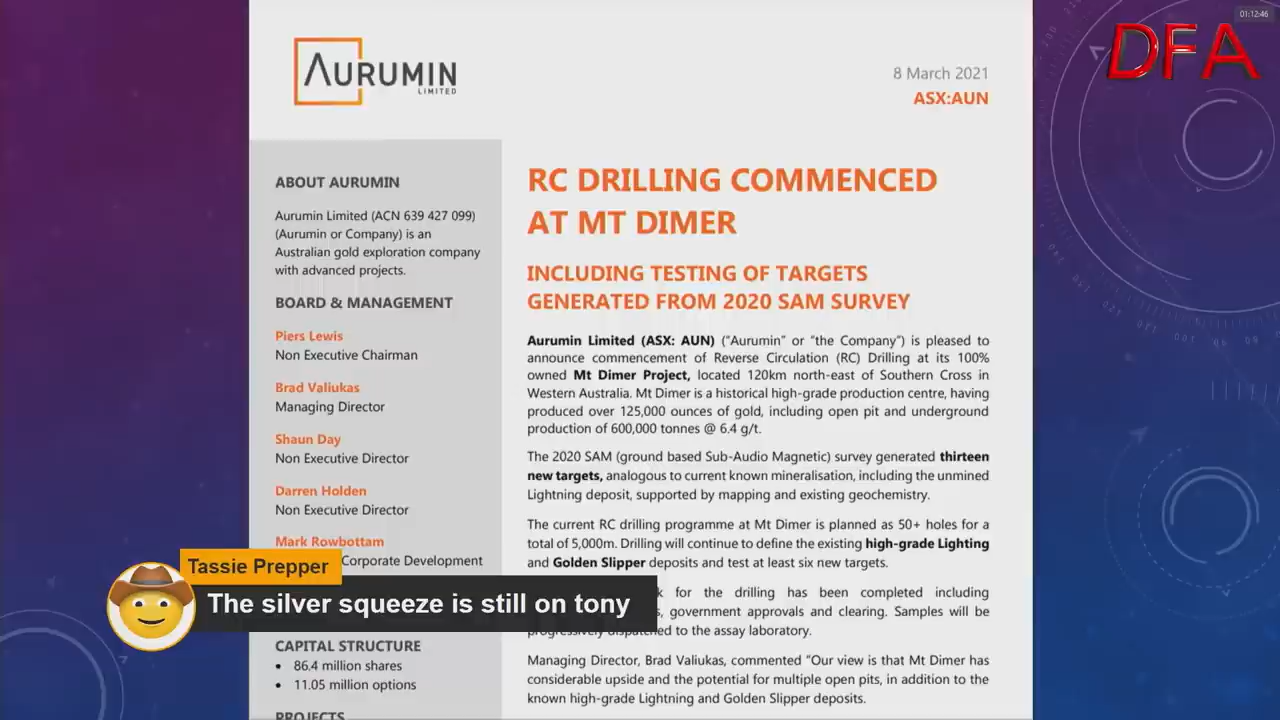 01:12:46
DFA
AURUMIN
LIMITED
8 March 2021
ASX:AUN
ABOUT AURUMIN
Aurumin Limited (ACN 639 427 099)
(Aurumin or Company) is an
Australian gold exploration company
with advanced projects.
BOARD & MANAGEMENT
Piers Lewis
Non Executive Chairman
Brad Valiukas
Managing Director
Shaun Day
Non Executive Director
Darren Holden
Non Executive Director
Mark Rowbottam
Corporate Development
CAPITAL STRUCTURE
• 86.4 million shares
• 11.05 million options
PROJECTS
RC DRILLING COMMENCED
AT MT DIMER
INCLUDING TESTING OF TARGETS
GENERATED FROM 2020 SAM SURVEY
Aurumin Limited (ASX: AUN) ("Aurumin" or "the Company") is pleased to
announce commencement of Reverse Circulation (RC) Drilling at its 100%
owned Mt Dimer Project, located 120km north-east of Southern Cross in
Western Australia. Mt Dimer is a historical high-grade production centre, having
produced over 125,000 ounces of gold, including open pit and underground
production of 600,000 tonnes @ 6.4 g/t.
The 2020 SAM (ground based Sub-Audio Magnetic) survey generated thirteen
new targets, analogous to current known mineralisation, including the unmined
Lightning deposit, supported by mapping and existing geochemistry.
The current RC drilling programme at Mt Dimer is planned as 50+ holes for a
total of 5,000m. Drilling will continue to define the existing high-grade Lighting
and Golden Slipper deposits and test at least six new targets.
for the drilling has been completed including
government approvals and clearing. Samples will be
progressively dispatched to the assay laboratory.
Managing Director, Brad Valiukas, commented "Our view is that Mt Dimer has
considerable upside and the potential for multiple open pits, in addition to the
known high-grade Lightning and Golden Slipper deposits.
Tassie Prepper
The silver squeeze is still on tony